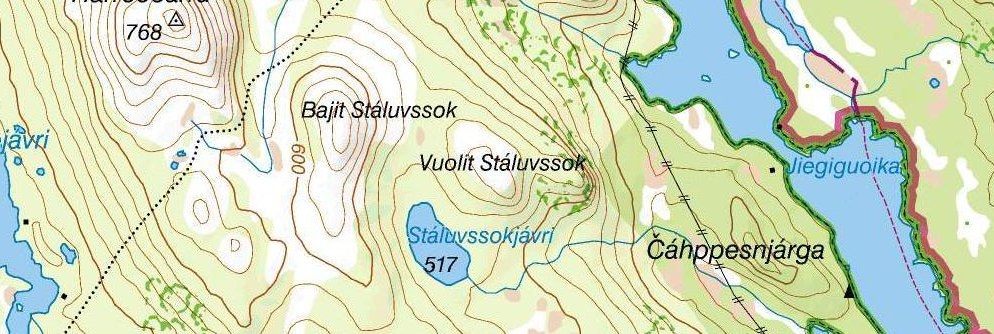 768
Bajit Stáluvssok
600
Vuolit Stáluvssok
Jiegiguoika
Stáluvssokjávri
517
Čáhppesnjárga